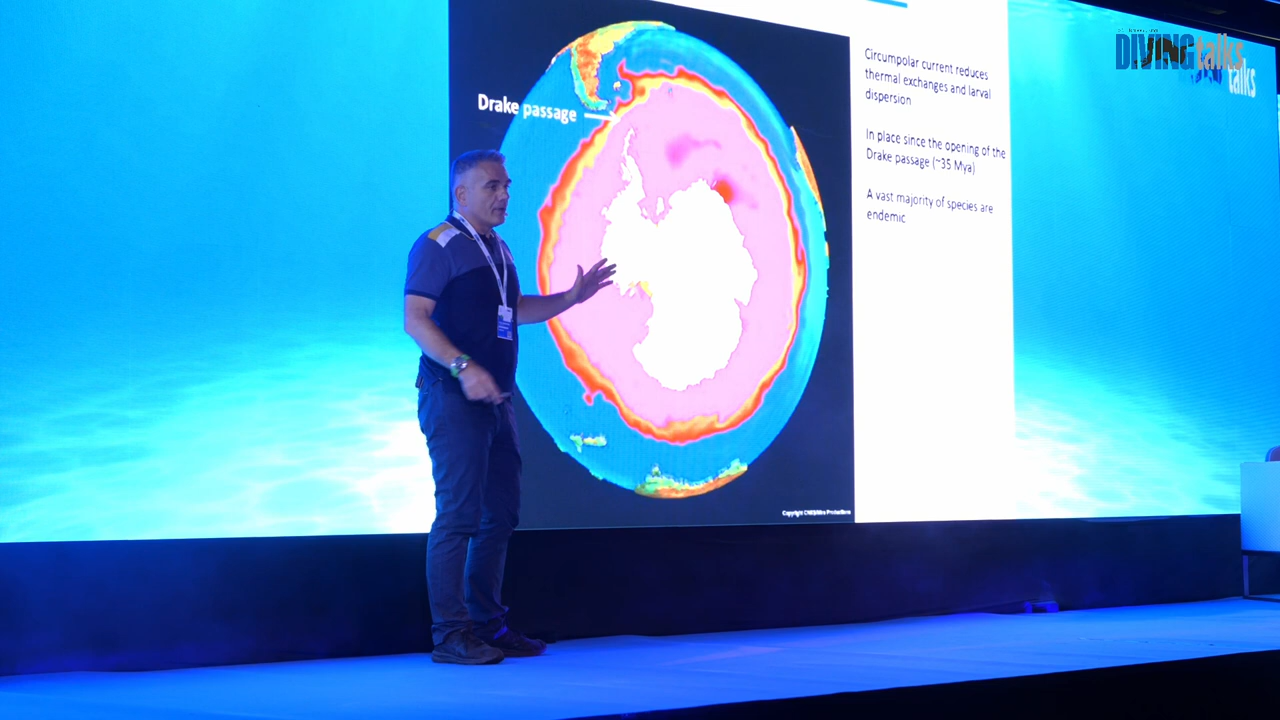 DIVINGtalks
talks
Circumpolar current reduces
thermal exchanges and larval
dispersion
Drake passage
In place since the opening of the
Drake passage (~35 Mya)
A vast majority of species are
endemic